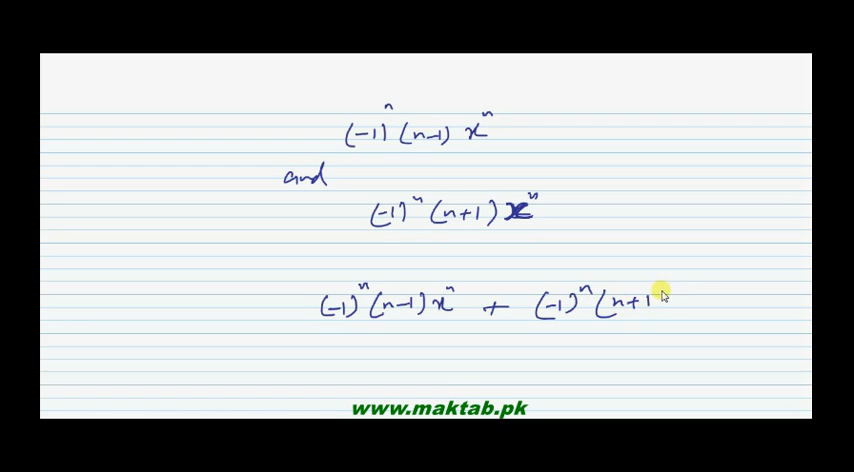 (-1)^n (n-1) x^n
and
(-1)^n (n+1) x^n
(-1)^n (n-1) x^n + (-1)^n (n+1
www.maktab.pk